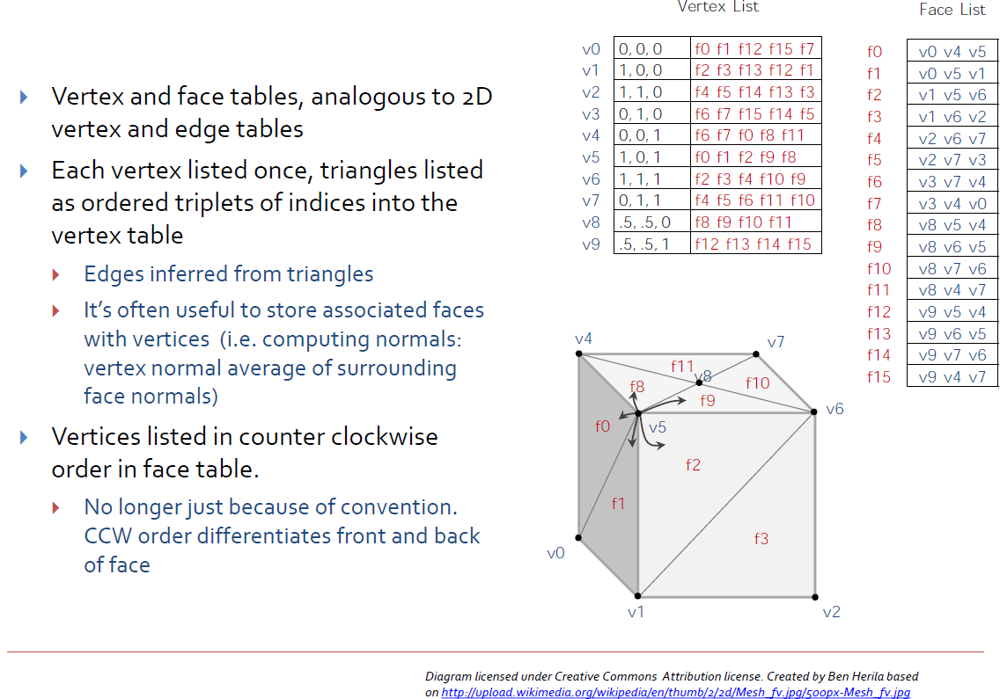 Vertex and face tables, analogous to 2D
vertex and edge tables
Each vertex listed once, triangles listed
as ordered triplets of indices into the
vertex table
Edges inferred from triangles
It's often useful to store associated faces
with vertices (i.e. computing normals:
vertex normal average of surrounding
face normals)
Vertices listed in counter clockwise
order in face table.
No longer just because of convention.
CCW order differentiates front and back
of face
Vertex List
v0 0, 0, 0 f0 f1 f12 f15 f7
v1 1, 0, 0 f2 f3 f13 f12 f1
v2 1, 1, 0 f4 f5 f14 f13 f3
v3 0, 1, 0 f6 f7 f15 f14 f5
v4 0, 0, 1 f6 f7 f0 f8 f11
v5 1, 0, 1 f0 f1 f2 f9 f8
v6 1, 1, 1 f2 f3 f4 f10 f9
v7 0, 1, 1 f4 f5 f6 f11 f10
v8 .5, .5, 0 f8 f9 f10 f11
v9 .5, .5, 1 f12 f13 f14 f15
Face List
f0 v0 v4 v5
f1 v0 v5 v1
f2 v1 v5 v6
f3 v1 v6 v2
f4 v2 v6 v7
f5 v2 v7 v3
f6 v3 v7 v4
f7 v3 v4 v0
f8 v8 v5 v4
f9 v8 v6 v5
f10 v8 v7 v6
f11 v8 v4 v7
f12 v9 v5 v4
f13 v9 v6 v5
f14 v9 v7 v6
f15 v9 v4 v7
v4
v7
f11
v8
f8
f10
f9
v6
f0
v5
f2
f1
f3
v0
v1
v2
Diagram licensed under Creative Commons Attribution license. Created by Ben Herila based
on http://upload.wikimedia.org/wikipedia/en/thumb/2/2d/Mesh_fv.jpg/500px-Mesh_fv.jpg